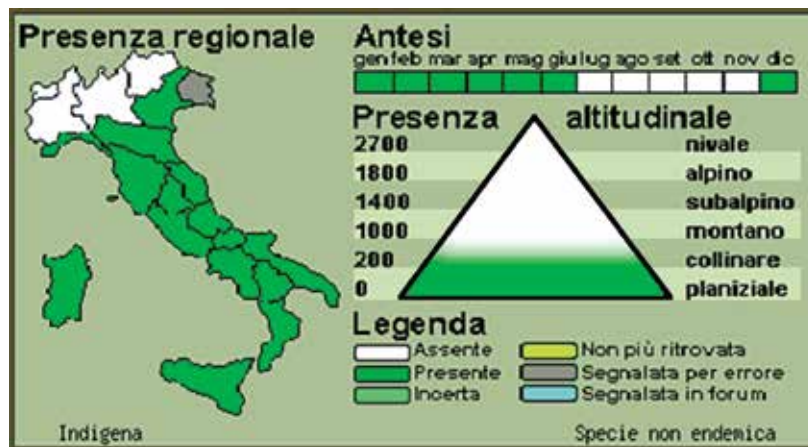 Presenza regionale
Antesi
gen feb mar apr mag giu lug ago set ott nov dic
Presenza altitudinale
2700 nivale
1800 alpino
1400 subalpino
1000 montano
200 collinare
0 planiziale
Legenda
Assente Non più ritrovata
Presente Segnalata per errore
Incerta Segnalata in forum
Indigena Specie non endemica